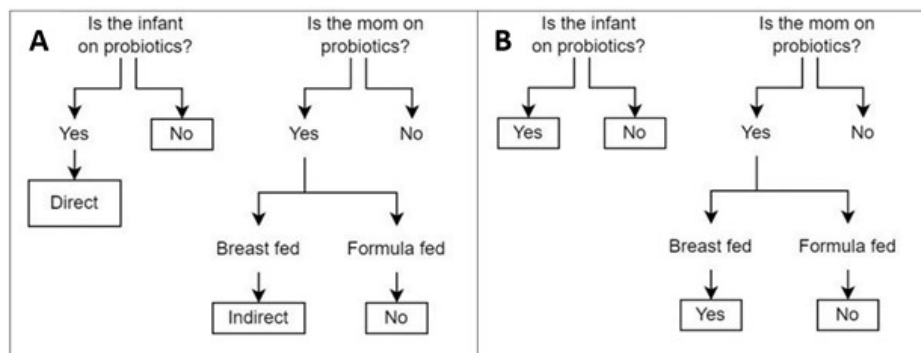 A
Is the infant
on probiotics?
Is the mom on
probiotics?
Yes
No
Yes
No
Direct
Breast fed
Formula fed
Indirect
No
B
Is the infant
on probiotics?
Is the mom on
probiotics?
Yes
No
Yes
No
Breast fed
Formula fed
Yes
No